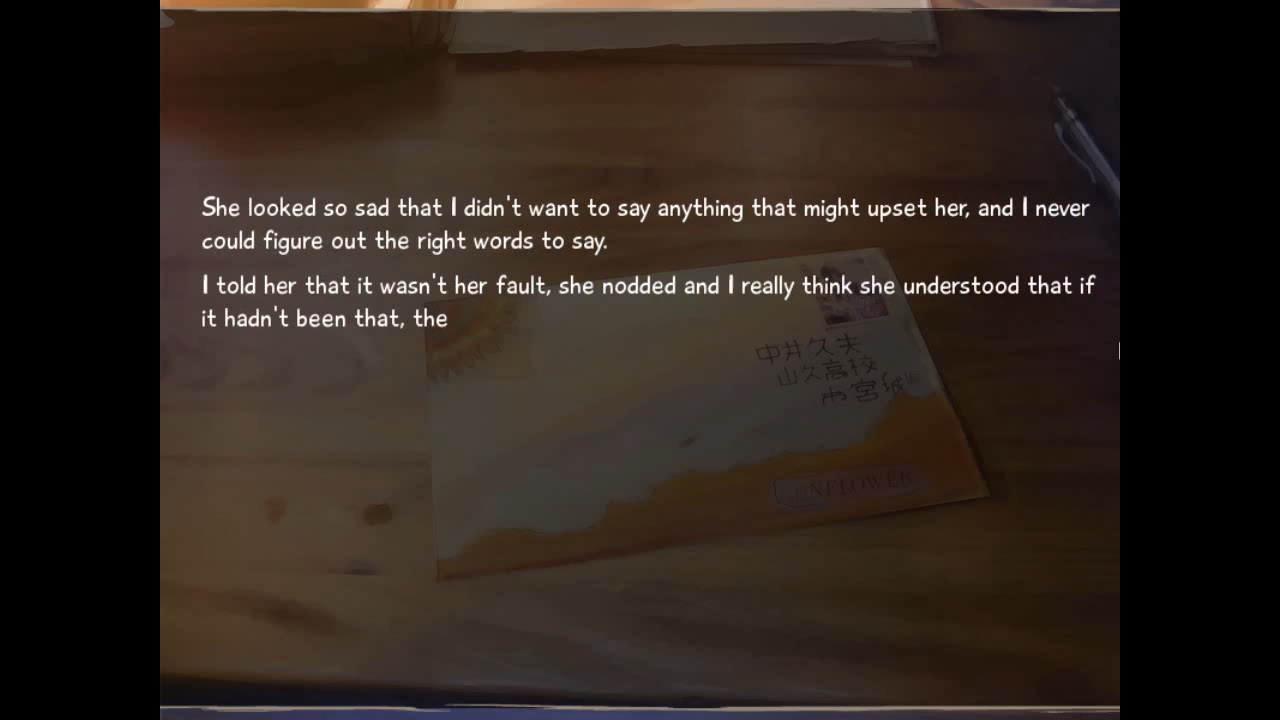 She looked so sad that I didn't want to say anything that might upset her, and I never
could figure out the right words to say.
I told her that it wasn't her fault, she nodded and I really think she understood that if
it hadn't been that, the
中井久夫
山久高校
宮城